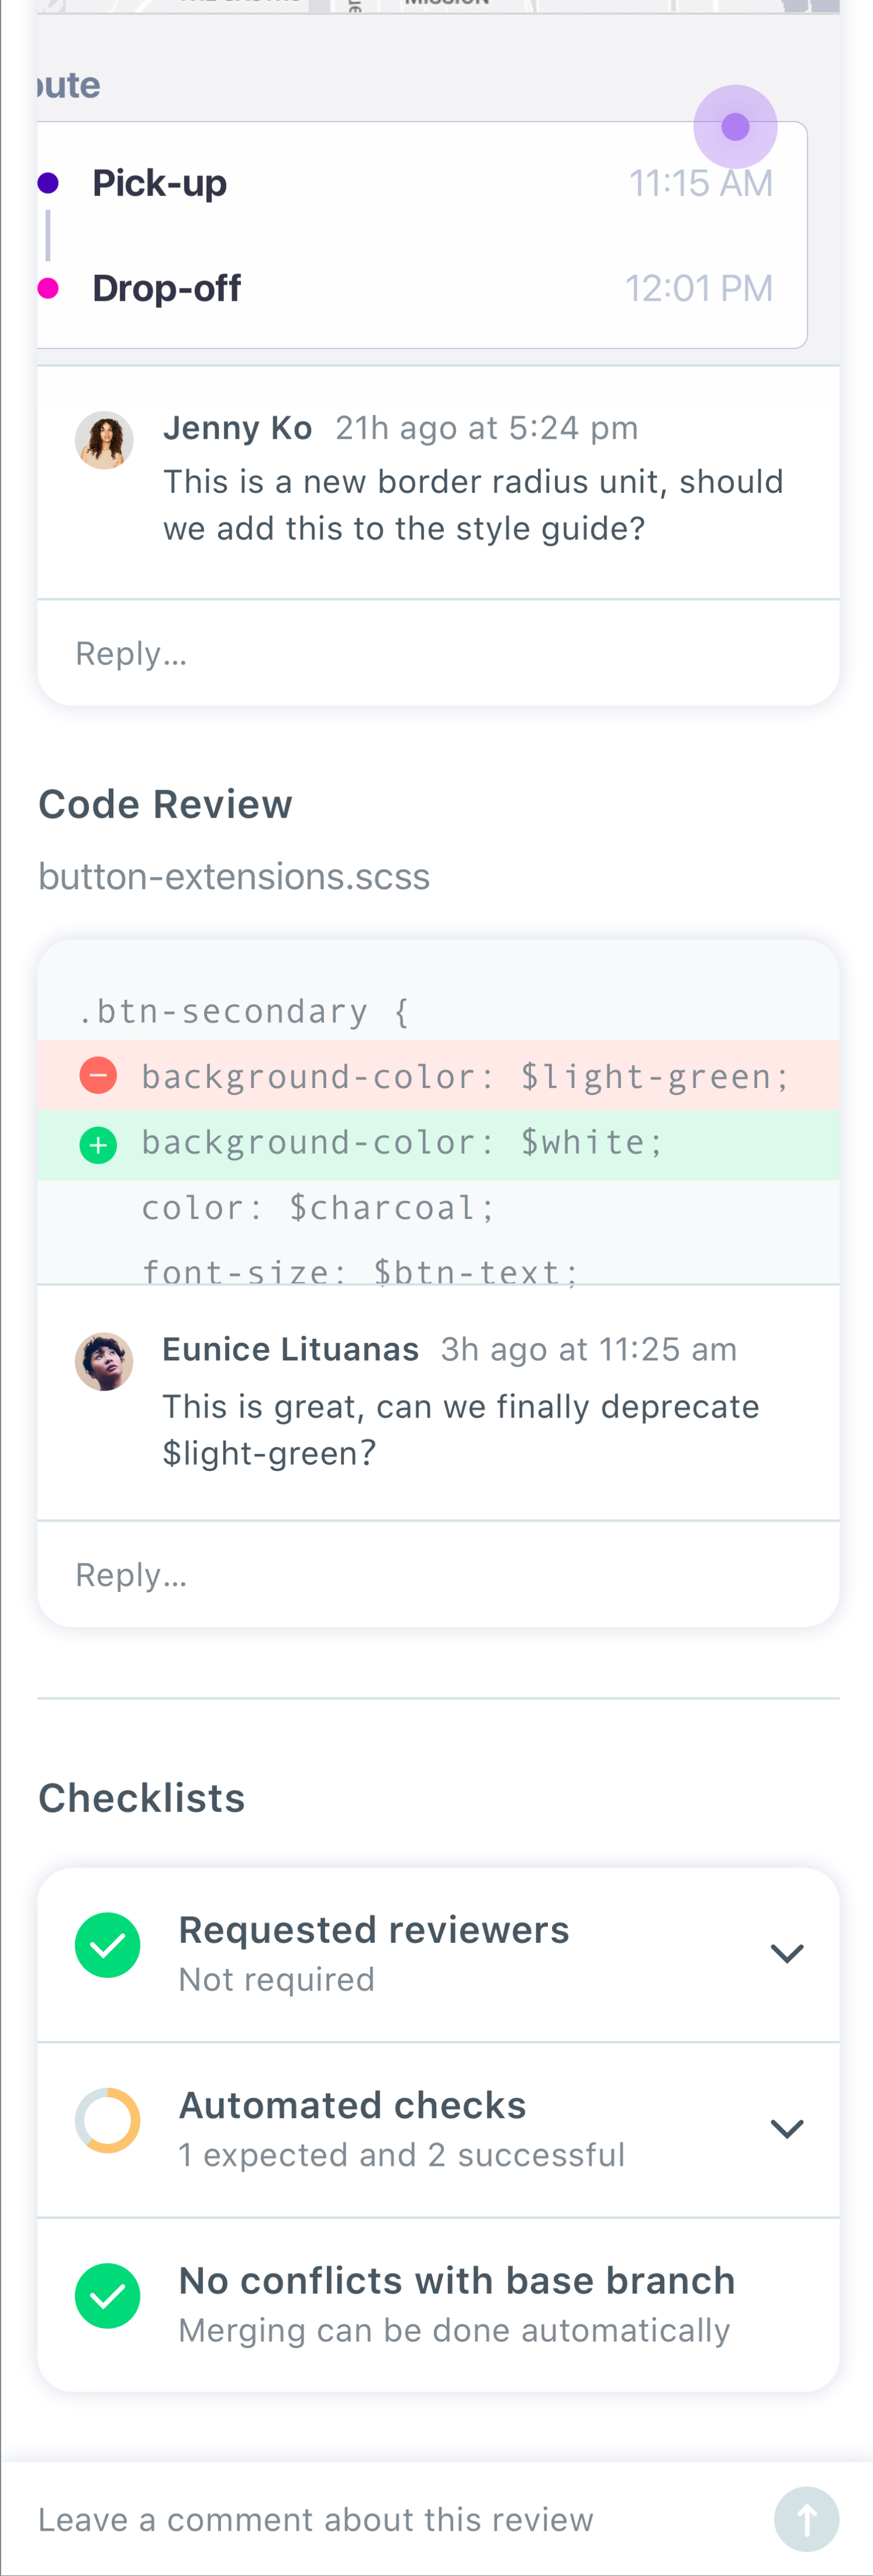 MISSION
oute
Pick-up 11:15 AM
Drop-off 12:01 PM
Jenny Ko 21h ago at 5:24 pm
This is a new border radius unit, should
we add this to the style guide?
Reply...
Code Review
button-extensions.scss
.btn-secondary {
background-color: $light-green;
background-color: $white;
color: $charcoal;
font-size: $btn-text;
Eunice Lituanas 3h ago at 11:25 am
This is great, can we finally deprecate
$light-green?
Reply...
Checklists
Requested reviewers
Not required
Automated checks
1 expected and 2 successful
No conflicts with base branch
Merging can be done automatically
Leave a comment about this review